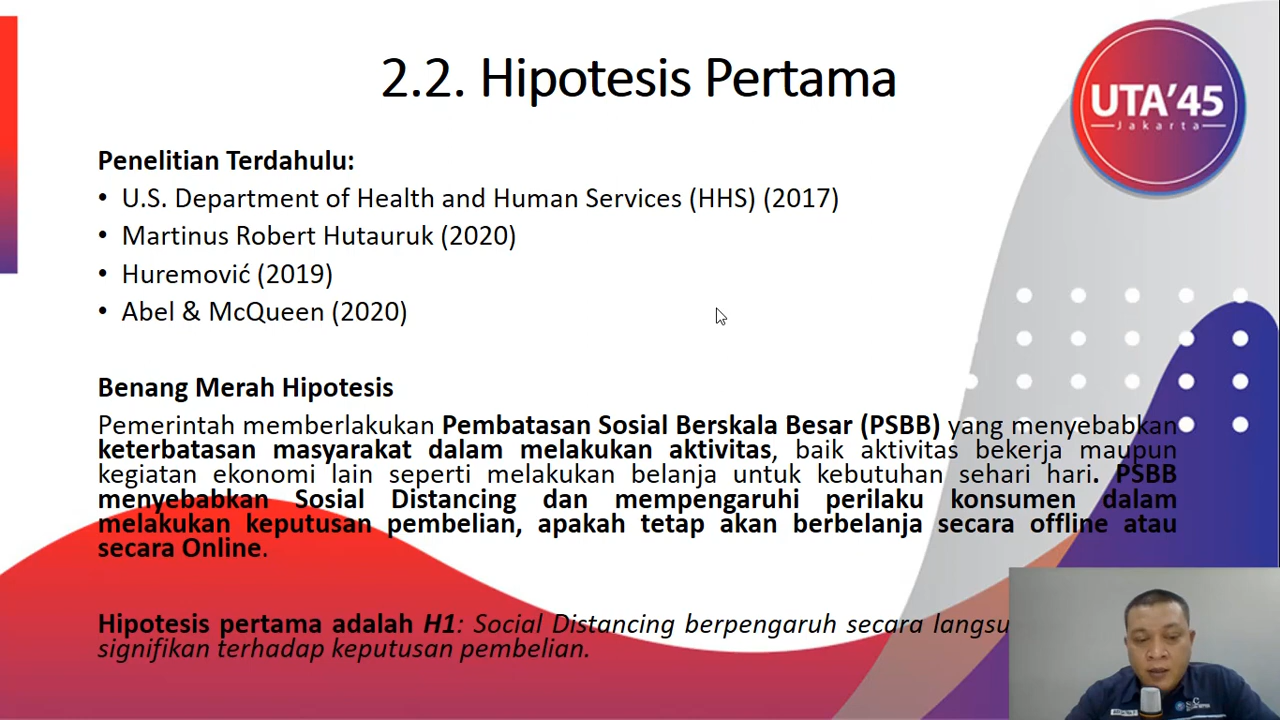 2.2. Hipotesis Pertama
UTA'45
Jakarta
Penelitian Terdahulu:
• U.S. Department of Health and Human Services (HHS) (2017)
• Martinus Robert Hutauruk (2020)
• Huremović (2019)
• Abel & McQueen (2020)
Benang Merah Hipotesis
Pemerintah memberlakukan Pembatasan Sosial Berskala Besar (PSBB) yang menyebabkan
keterbatasan masyarakat dalam melakukan aktivitas, baik aktivitas bekerja maupun
kegiatan ekonomi lain seperti melakukan belanja untuk kebutuhan sehari hari. PSBB
menyebabkan Sosial Distancing dan mempengaruhi perilaku konsumen dalam
melakukan keputusan pembelian, apakah tetap akan berbelanja secara offline atau
secara Online.
Hipotesis pertama adalah H1: Social Distancing berpengaruh secara langsu
signifikan terhadap keputusan pembelian.